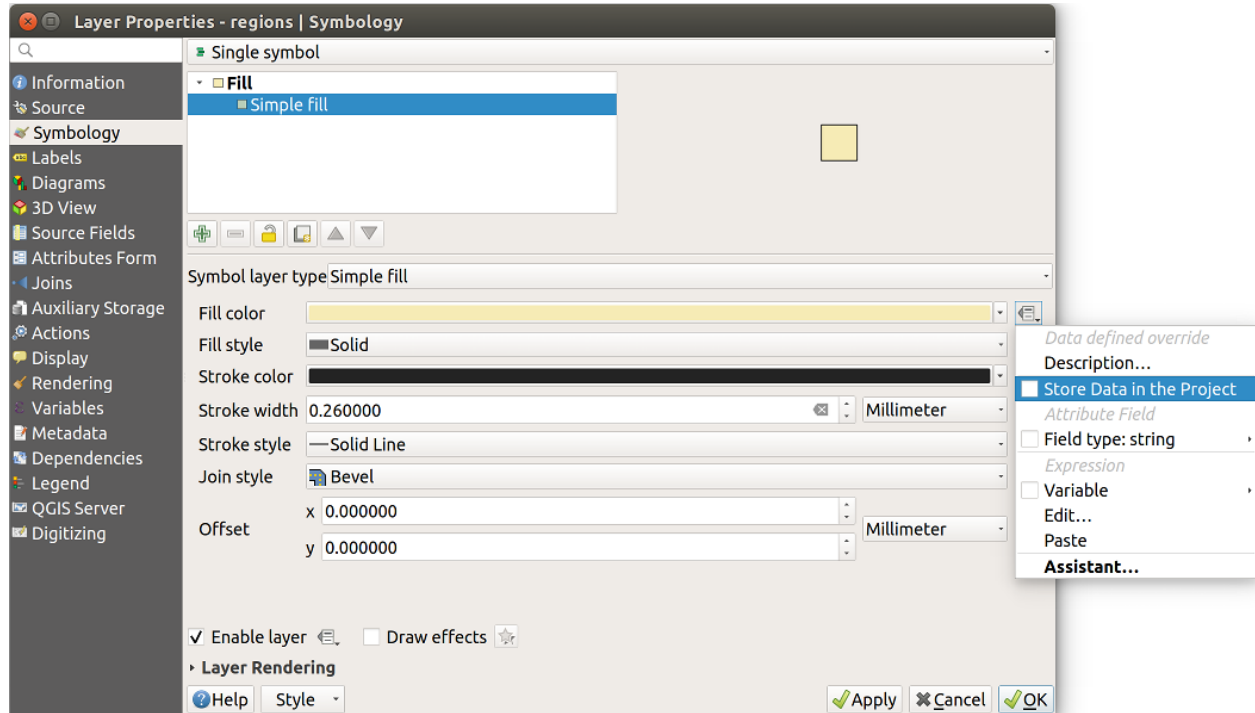 Layer Properties - regions | Symbology
Information
Source
Symbology
Labels
Diagrams
3D View
Source Fields
Attributes Form
Joins
Auxiliary Storage
Actions
Display
Rendering
Variables
Metadata
Dependencies
Legend
QGIS Server
Digitizing
Single symbol
Fill
Simple fill
Symbol layer type Simple fill
Fill color
Fill style Solid
Stroke color
Stroke width 0.260000 Millimeter
Stroke style Solid Line
Join style Bevel
Offset x 0.000000 Millimeter
y 0.000000
Enable layer Draw effects
Layer Rendering
Help Style Apply Cancel OK
Data defined override
Description...
Store Data in the Project
Attribute Field
Field type: string
Expression
Variable
Edit...
Paste
Assistant...